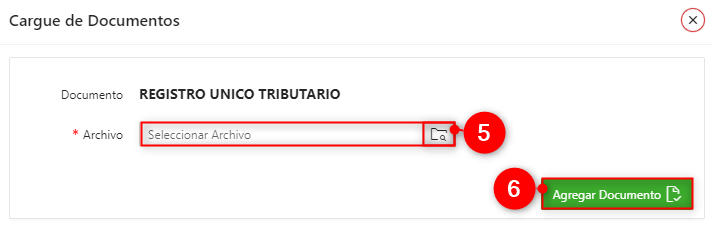 Cargue de Documentos
Documento REGISTRO UNICO TRIBUTARIO
* Archivo Seleccionar Archivo 5
6 Agregar Documento